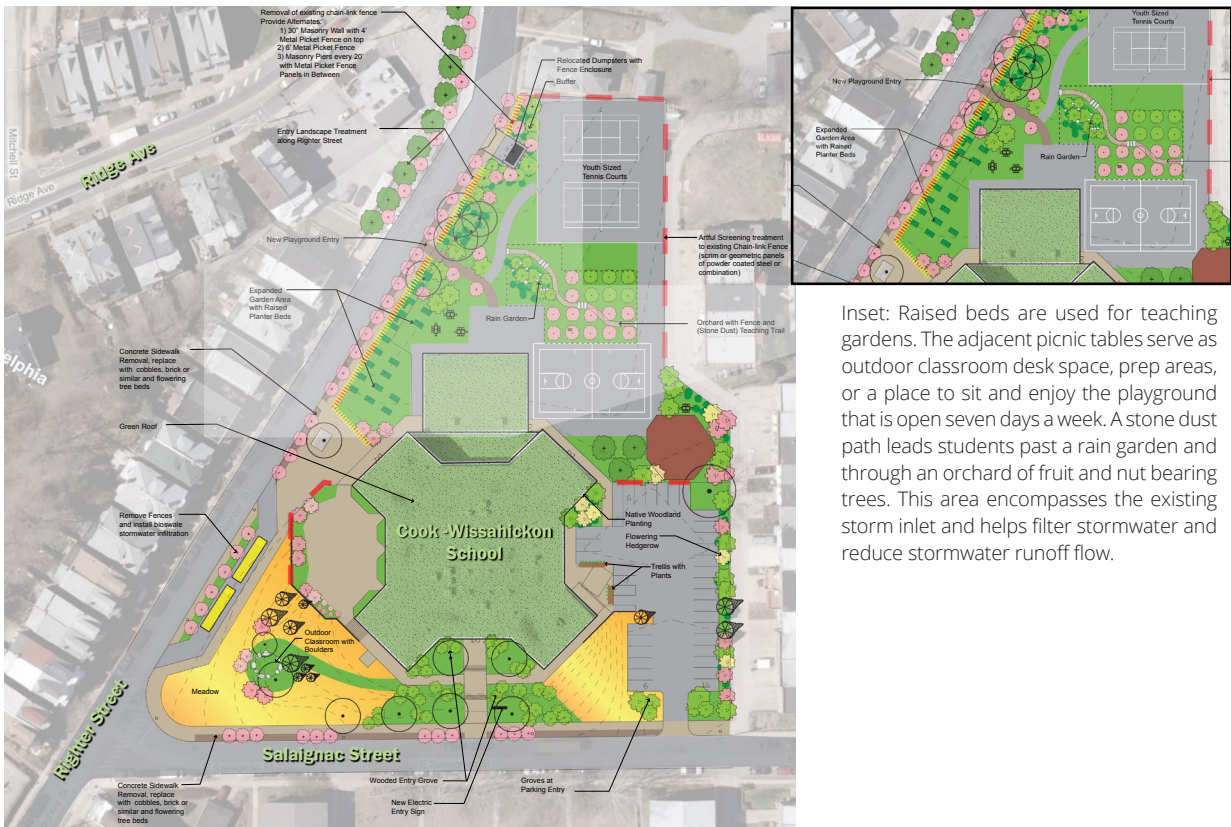 Removal of existing chain-link fence
Provide Alternates:
1) 30" Masonry Wall with 4'
Metal Picket Fence on top
2) 6' Metal Picket Fence
3) Masonry Piers every 20'
with Metal Picket Fence
Panels in Between
Relocated Dumpsters with
Fence Enclosure
Buffer
Entry Landscape Treatment
along Righter Street
Mitchell St
Ridge Ave
Ridge Ave
Youth Sized
Tennis Courts
New Playground Entry
Artful Screening treatment
to existing Chain-link Fence
(scrim or geometric panels
of powder coated steel or
combination)
Expanded
Garden Area
with Raised
Planter Beds
Rain Garden
Orchard with Fence and
(Stone Dust) Teaching Trail
Concrete Sidewalk
Removal, replace
with cobbles, brick or
similar and flowering
tree beds
Green Roof
Remove Fences
and install bioswale
stormwater infiltration
Cook -Wissahickon
School
Native Woodland
Planting
Flowering
Hedgerow
Trellis with
Plants
Outdoor
Classroom with
Boulders
Meadow
6
16
Righter Street
Salaignac Street
Concrete Sidewalk
Removal, replace
with cobbles, brick or
similar and flowering
tree beds
Wooded Entry Grove
New Electric
Entry Sign
Groves at
Parking Entry
Youth Sized
Tennis Courts
New Playground Entry
Expanded
Garden Area
with Raised
Planter Beds
Rain Garden
Inset: Raised beds are used for teaching
gardens. The adjacent picnic tables serve as
outdoor classroom desk space, prep areas,
or a place to sit and enjoy the playground
that is open seven days a week. A stone dust
path leads students past a rain garden and
through an orchard of fruit and nut bearing
trees. This area encompasses the existing
storm inlet and helps filter stormwater and
reduce stormwater runoff flow.